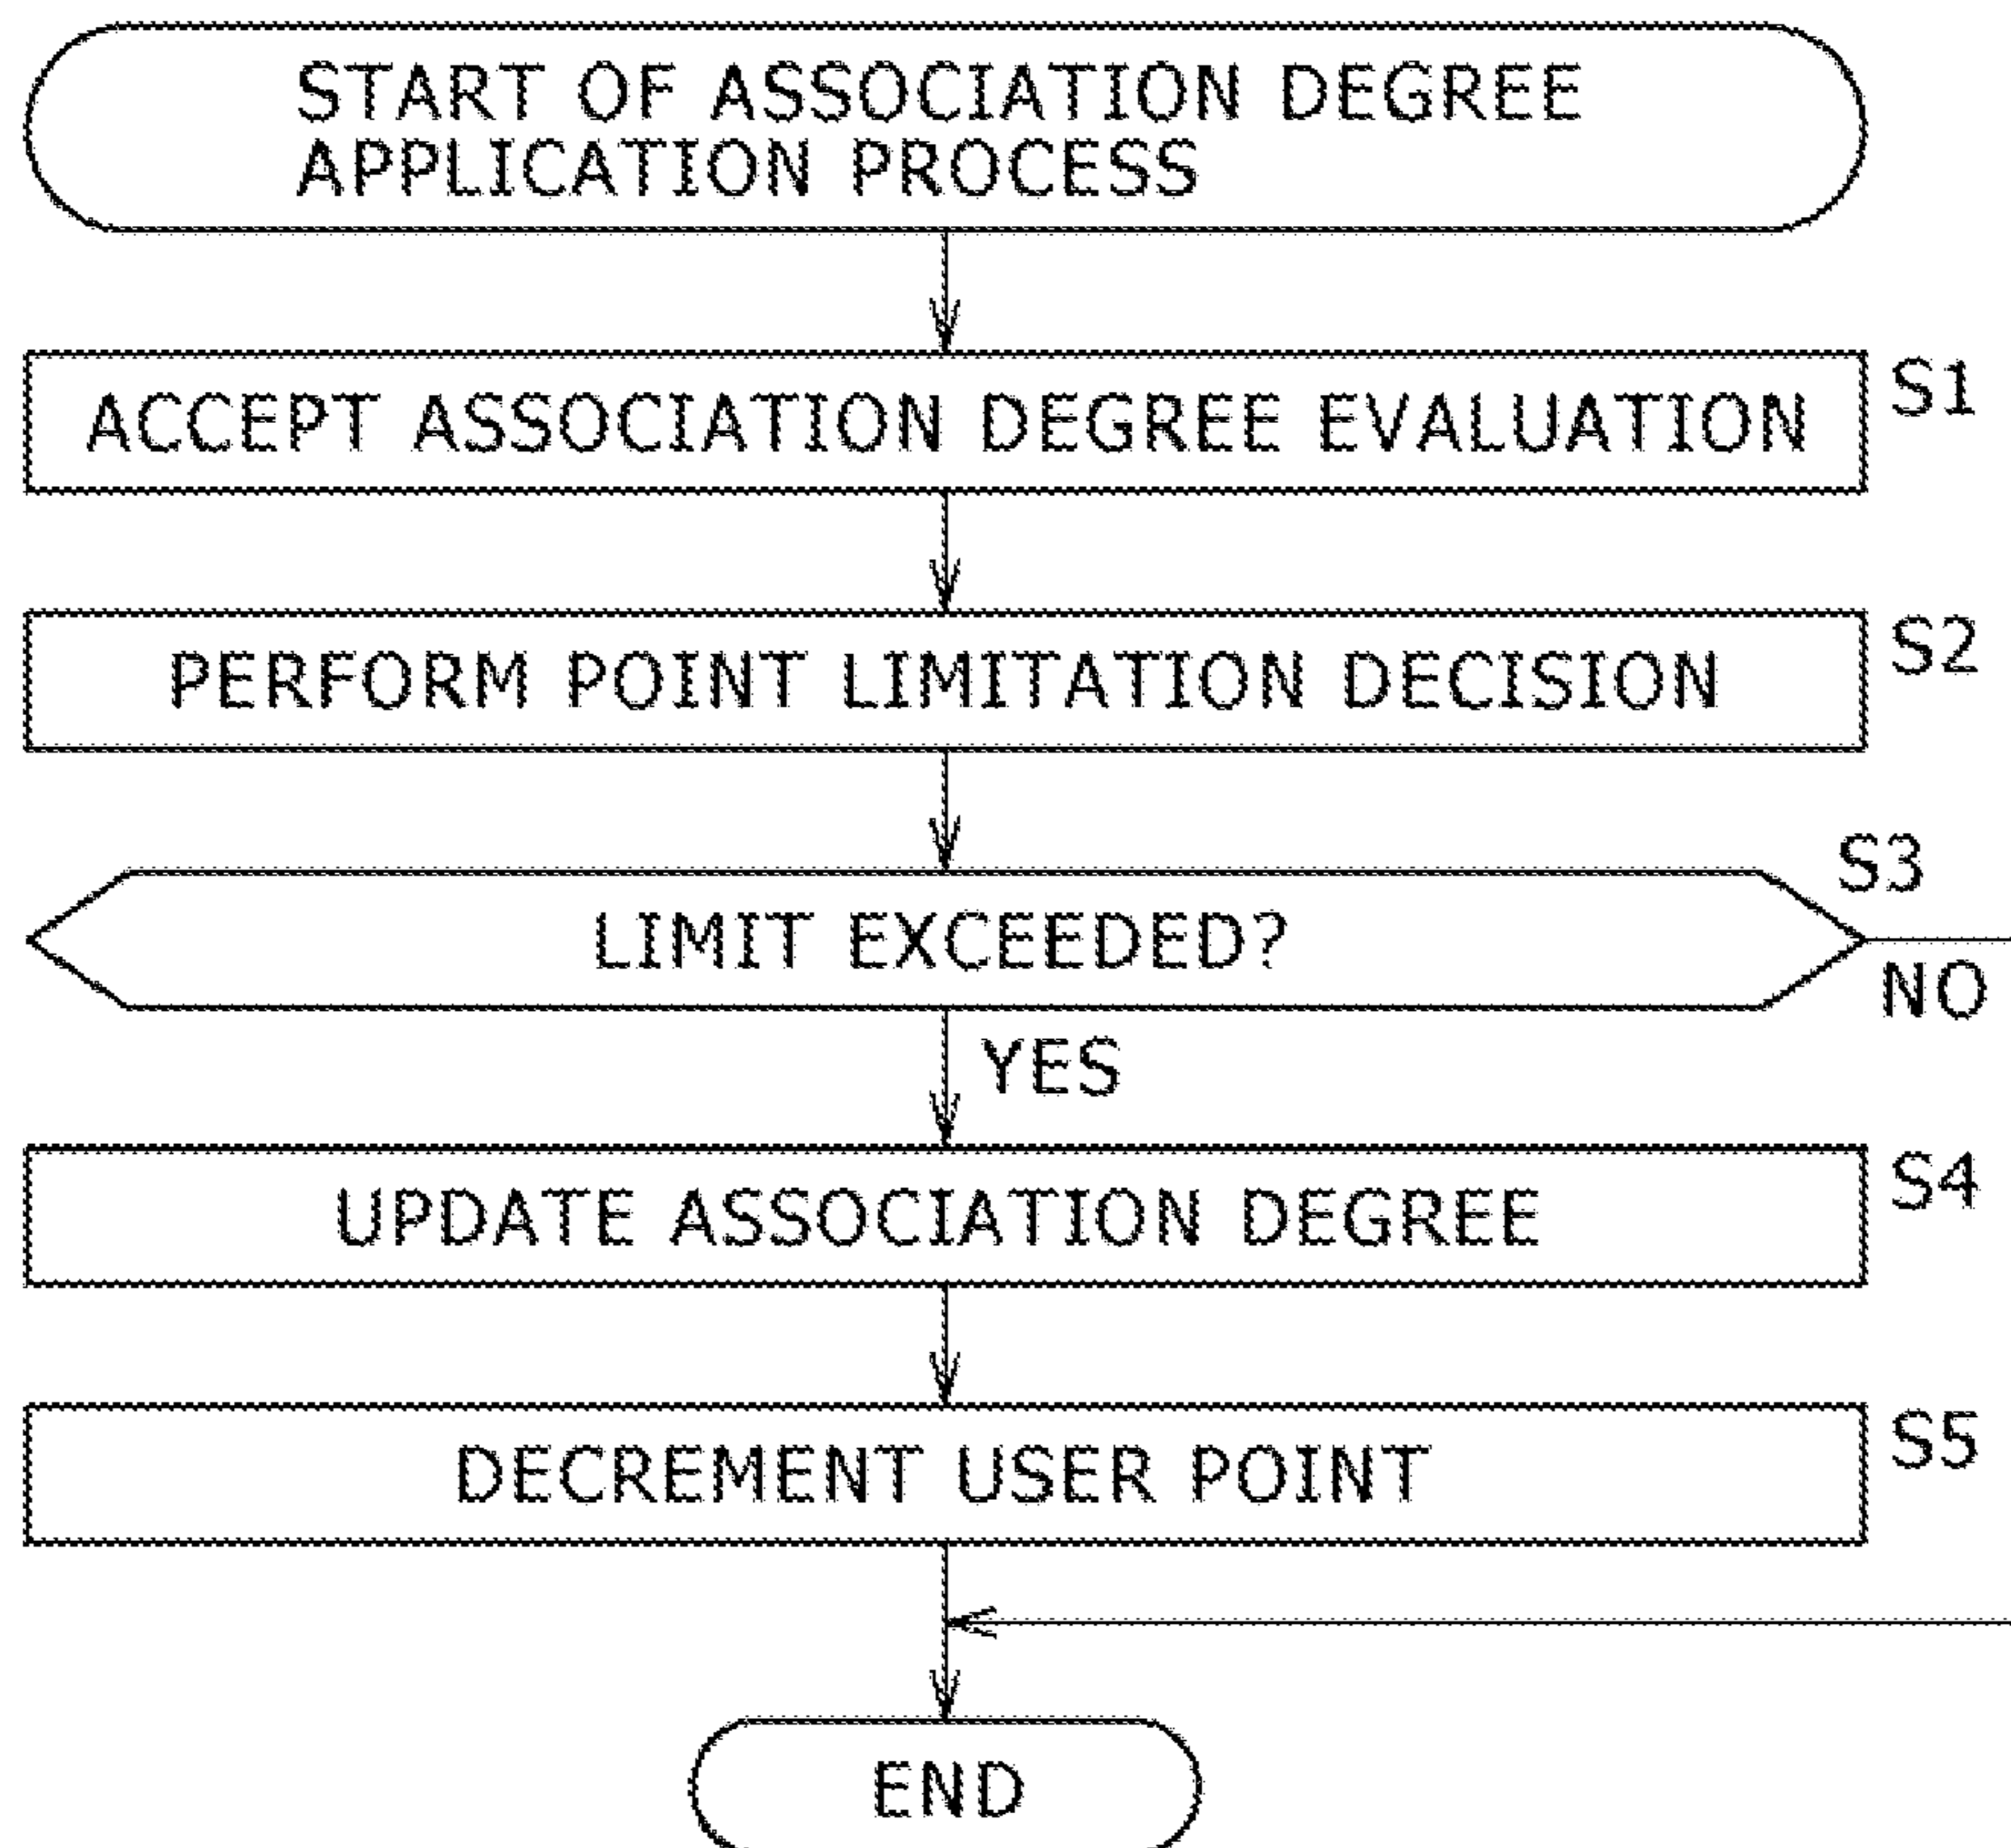 START OF ASSOCIATION DEGREE
APPLICATION PROCESS
ACCEPT ASSOCIATION DEGREE EVALUATION
S1
PERFORM POINT LIMITATION DECISION
S2
LIMIT EXCEEDED?
S3
NO
YES
UPDATE ASSOCIATION DEGREE
S4
DECREMENT USER POINT
S5
END